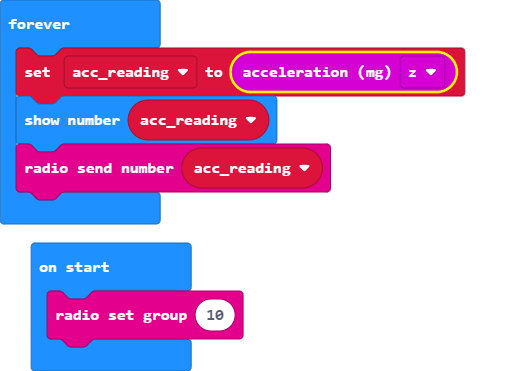 forever
set acc_reading to acceleration (mg) z
show number acc_reading
radio send number acc_reading
on start
radio set group 10